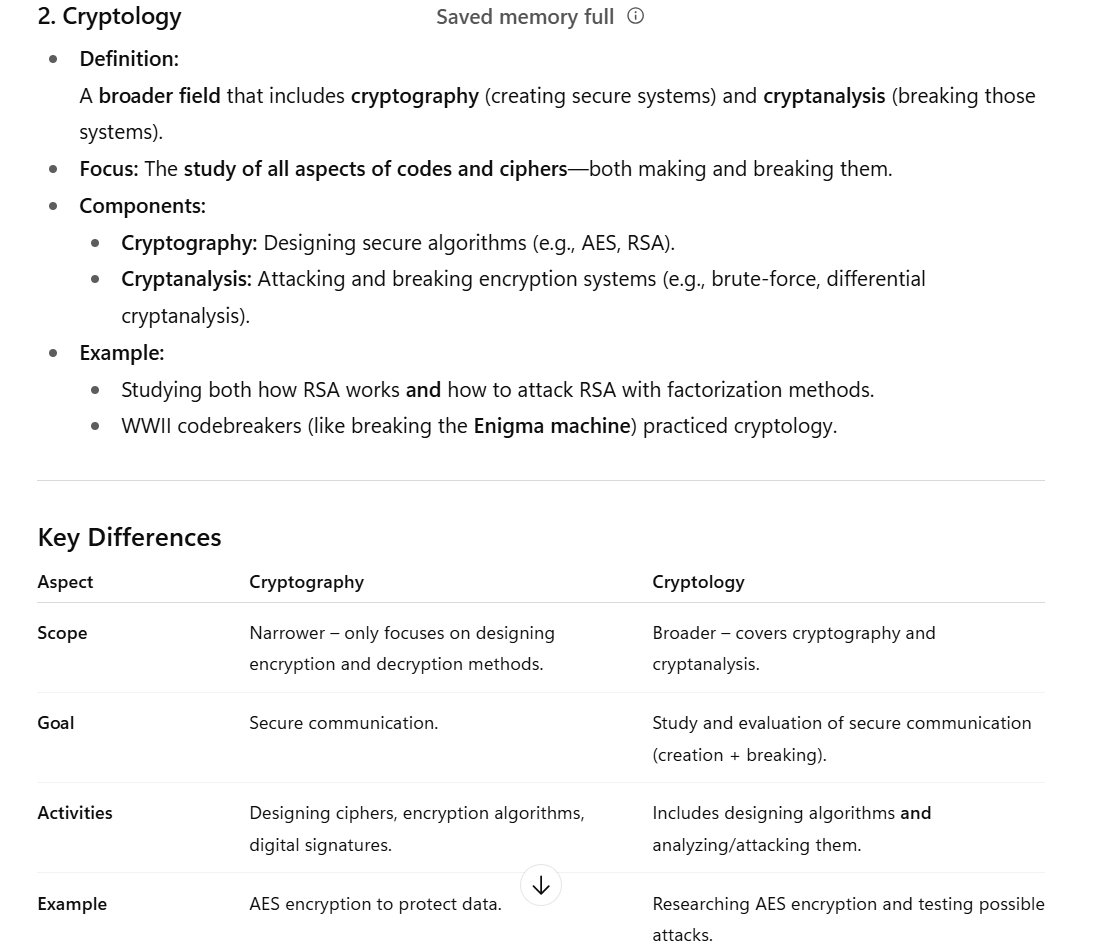 2. Cryptology
Saved memory full
Definition:
A broader field that includes cryptography (creating secure systems) and cryptanalysis (breaking those
systems).
Focus: The study of all aspects of codes and ciphers—both making and breaking them.
Components:
Cryptography: Designing secure algorithms (e.g., AES, RSA).
Cryptanalysis: Attacking and breaking encryption systems (e.g., brute-force, differential
cryptanalysis).
Example:
Studying both how RSA works and how to attack RSA with factorization methods.
WWII codebreakers (like breaking the Enigma machine) practiced cryptology.
Key Differences
Aspect Cryptography Cryptology
Scope Narrower – only focuses on designing Broader – covers cryptography and
encryption and decryption methods. cryptanalysis.
Goal Secure communication. Study and evaluation of secure communication
(creation + breaking).
Activities Designing ciphers, encryption algorithms, Includes designing algorithms and
digital signatures. analyzing/attacking them.
Example AES encryption to protect data. Researching AES encryption and testing possible
attacks.